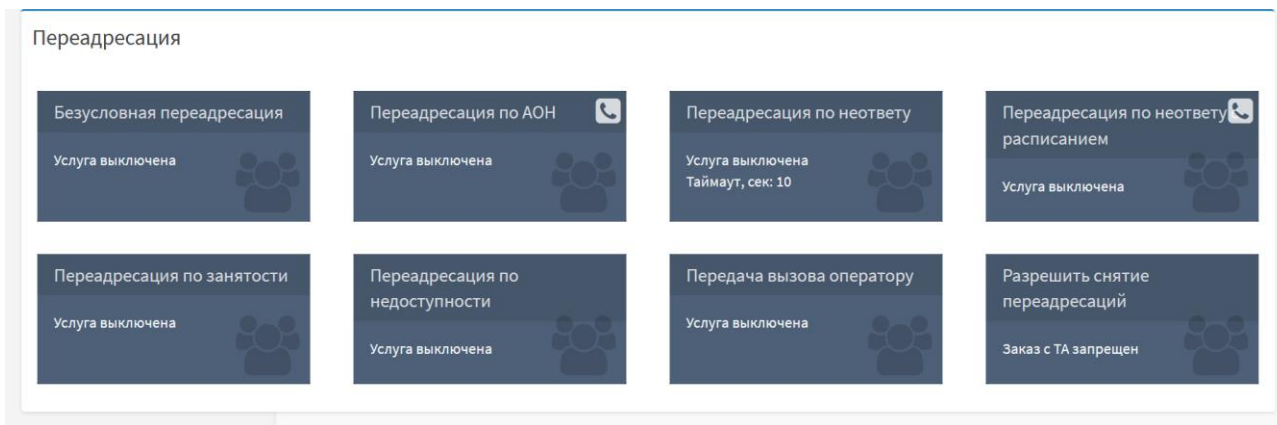 Переадресация
Безусловная переадресация
Услуга выключена
Переадресация по АОН
Услуга выключена
Переадресация по неответу
Услуга выключена
Таймаут, сек: 10
Переадресация по неответу
расписанием
Услуга выключена
Переадресация по занятости
Услуга выключена
Переадресация по
недоступности
Услуга выключена
Передача вызова оператору
Услуга выключена
Разрешить снятие
переадресаций
Заказ с ТА запрещен